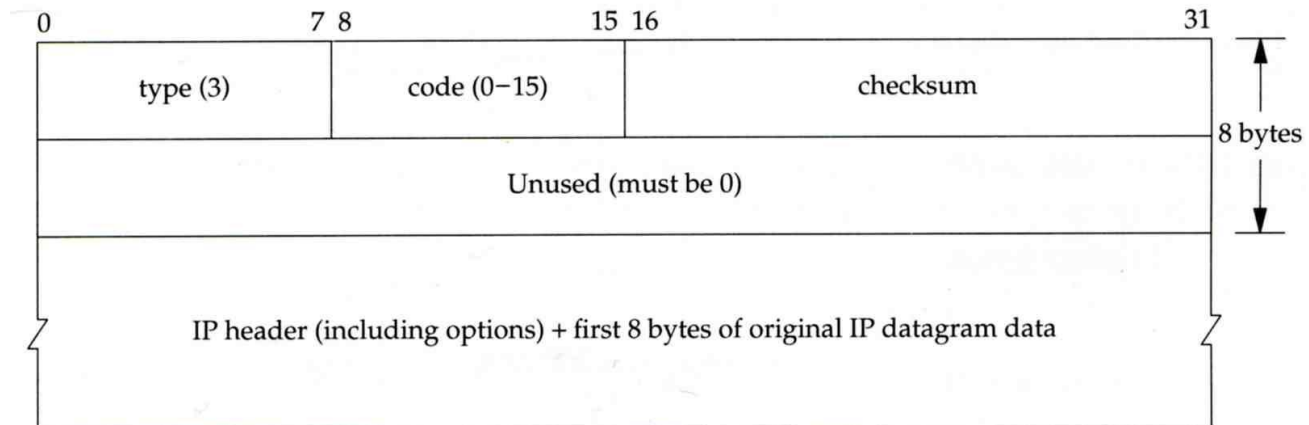 0 7 8 15 16 31
type (3) code (0−15) checksum
8 bytes
Unused (must be 0)
IP header (including options) + first 8 bytes of original IP datagram data